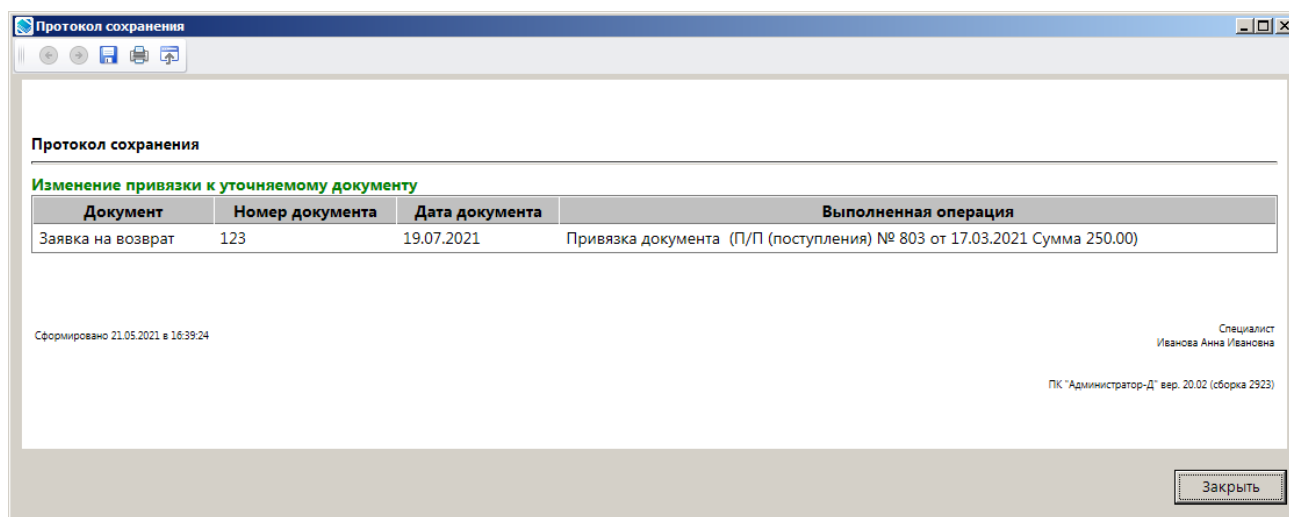 Протокол сохранения
Протокол сохранения
Изменение привязки к уточняемому документу
Документ Номер документа Дата документа Выполненная операция
Заявка на возврат 123 19.07.2021 Привязка документа (П/П (поступления) № 803 от 17.03.2021 Сумма 250.00)
Сформировано 21.05.2021 в 16:39:24 Специалист
Иванова Анна Ивановна
ПК "Администратор-Д" вер. 20.02 (сборка 2923)
Закрыть